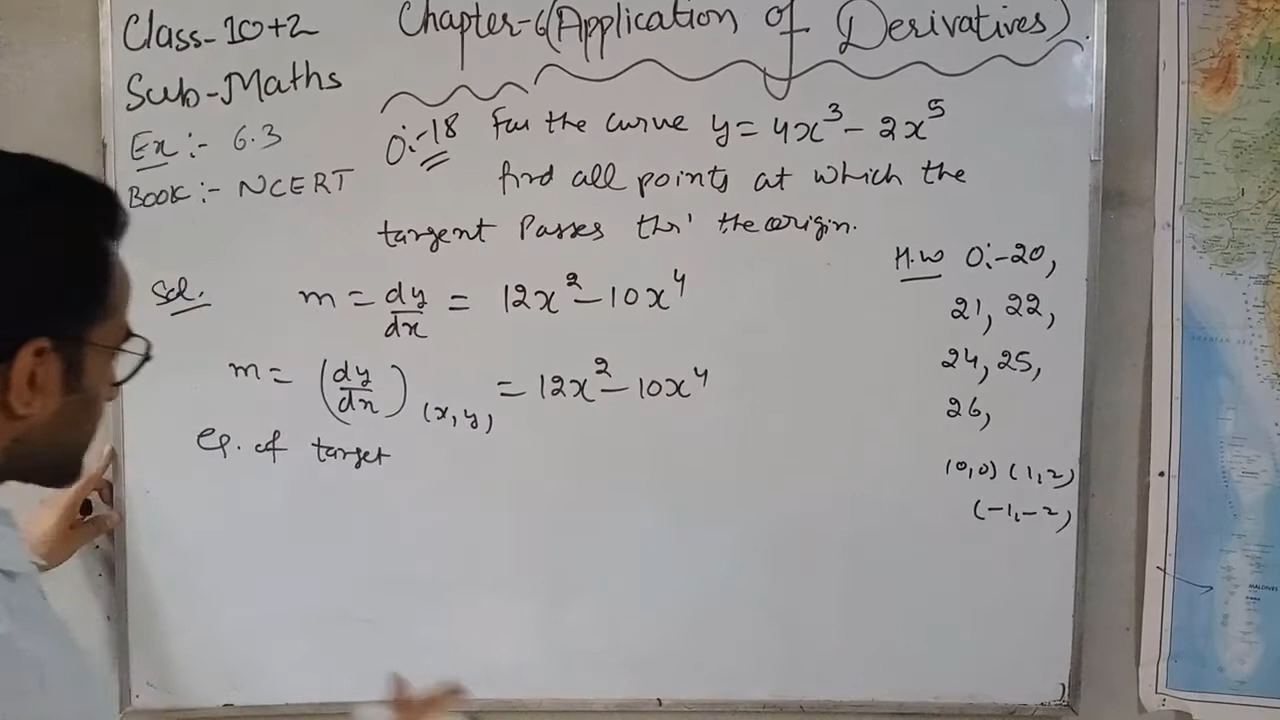 Class-10+2
Chapter-6(Application of Derivatives)
Sub-Maths
Ex:- 6.3
Book:- NCERT
Q:-18 For the curve y = 4x³ - 2x⁵
find all points at which the
tangent Passes thr' the origin.
H.w Q:-20,
21, 22,
24, 25,
26,
(0,0) (1,2)
(-1,-2)
Sol. m = dy/dx = 12x² - 10x⁴
m = (dy/dx)(x,y) = 12x² - 10x⁴
eq. of target
MALDIVES